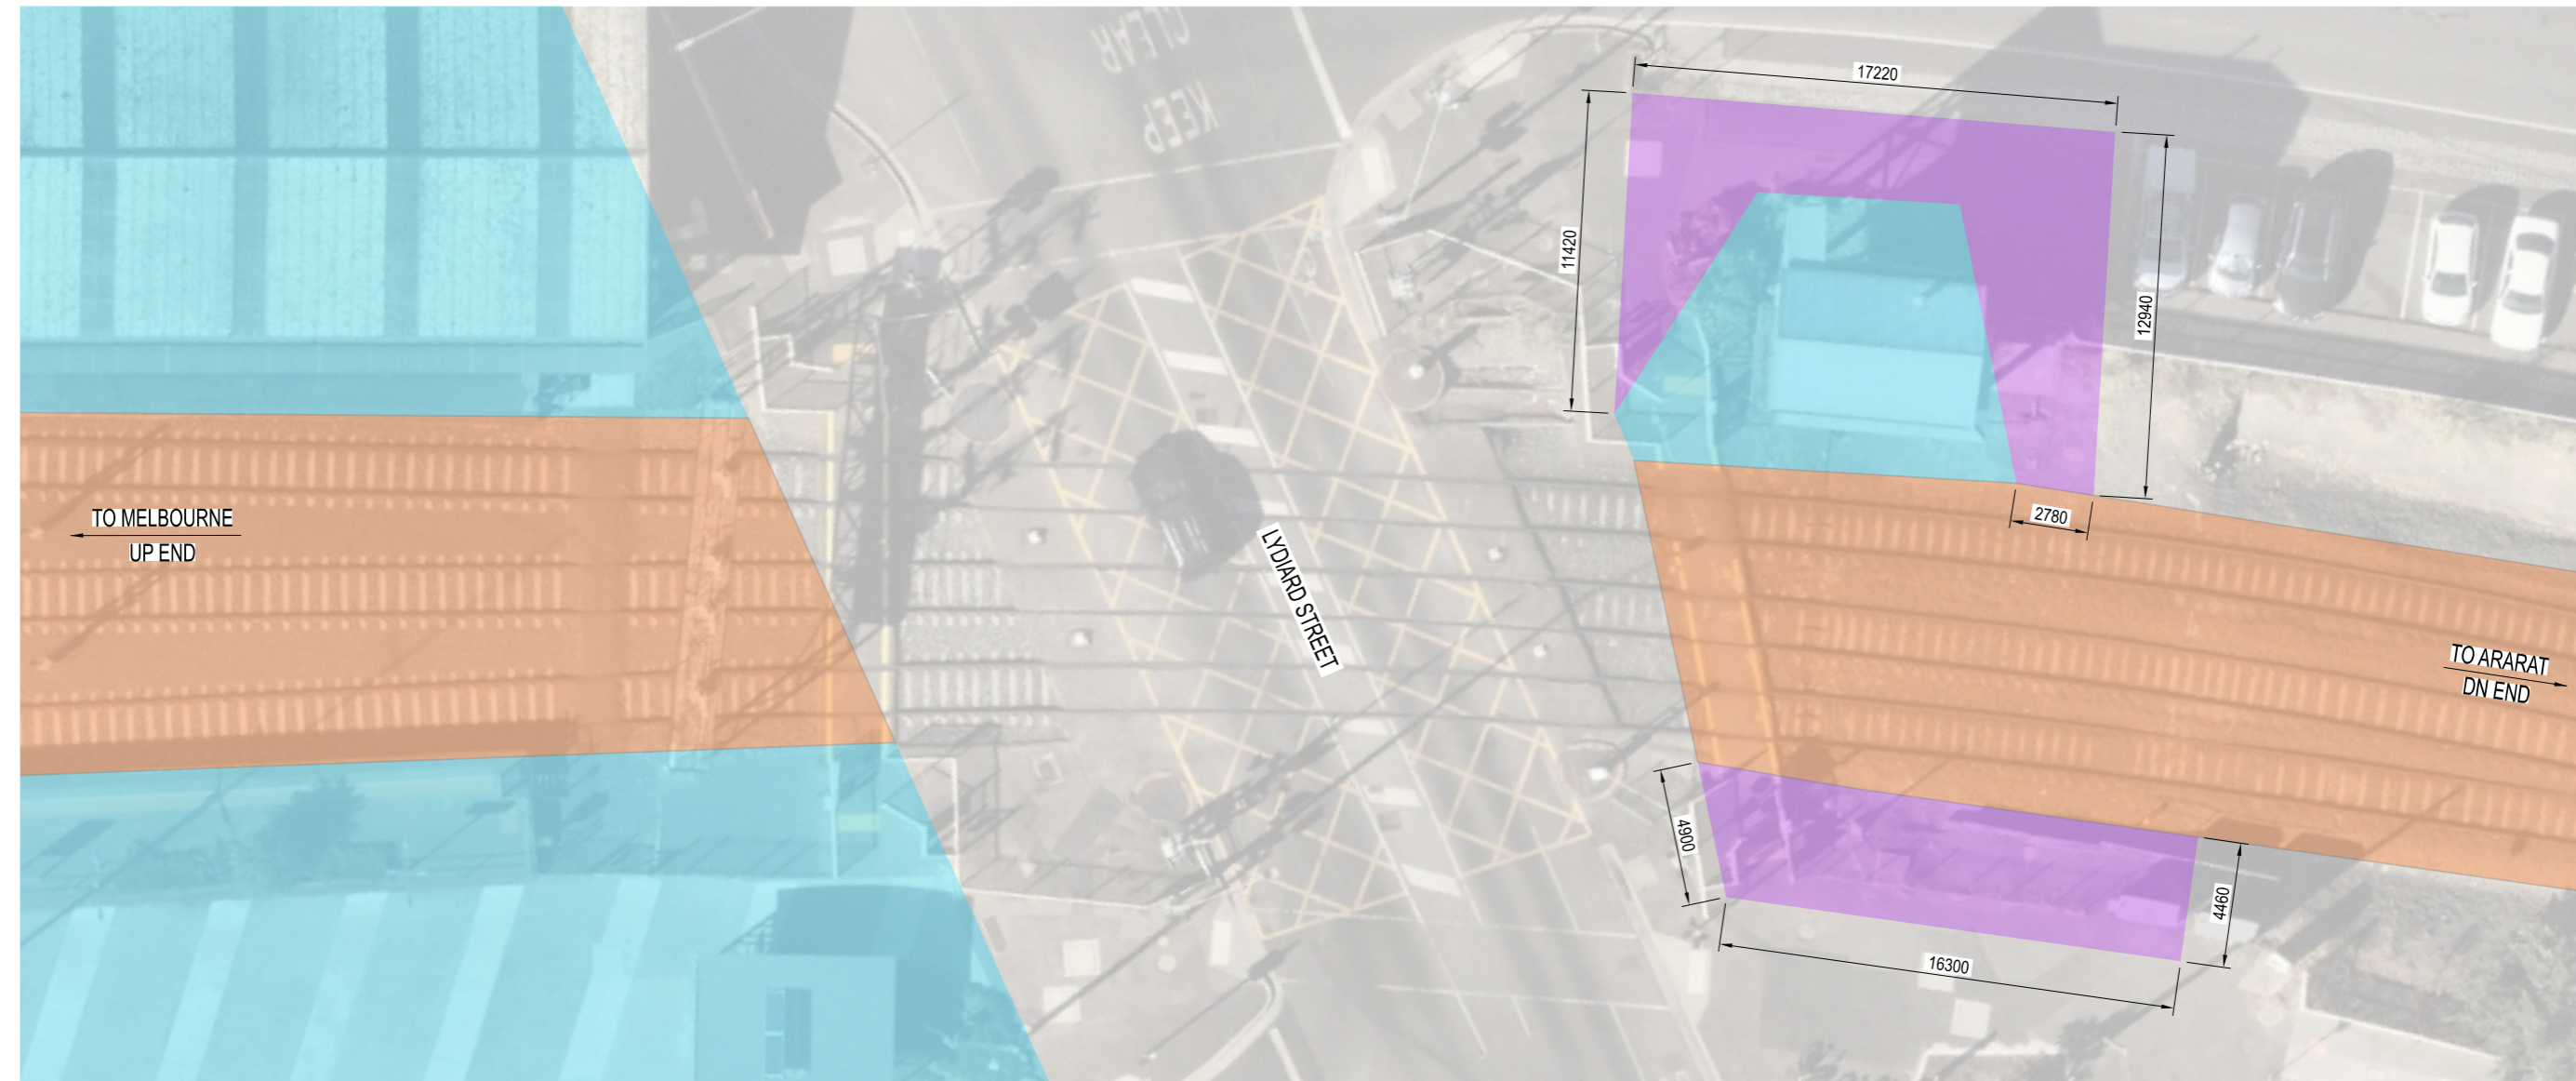 CLEAR
KEEP
17220
11420
12940
TO MELBOURNE
UP END
2780
LYDIARD STREET
TO ARARAT
DN END
4900
4460
16300